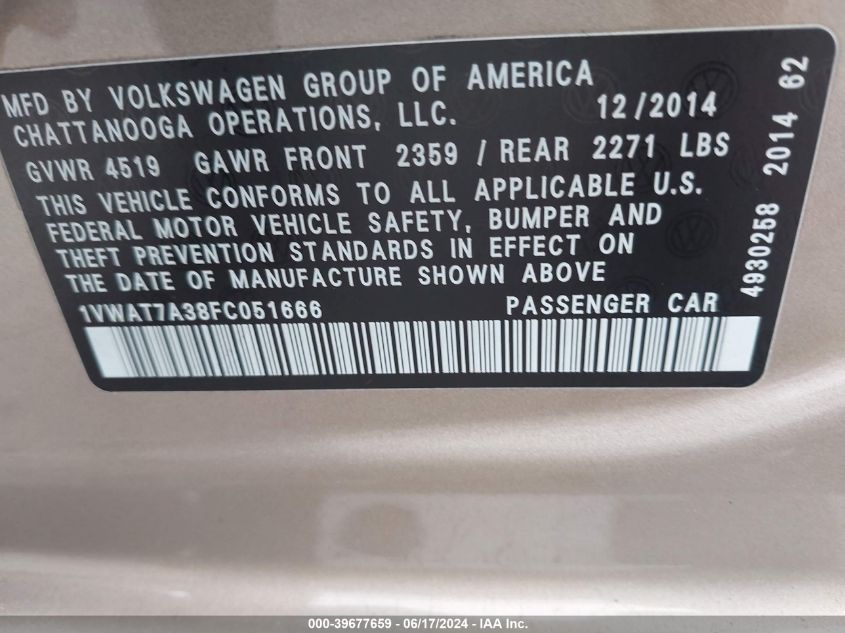 MFD BY VOLKSWAGEN GROUP OF AMERICA
CHATTANOOGA OPERATIONS, LLC. 12/2014
GVWR 4519 GAWR FRONT 2359 / REAR 2271 LBS
THIS VEHICLE CONFORMS TO ALL APPLICABLE U.S.
FEDERAL MOTOR VEHICLE SAFETY, BUMPER AND
THEFT PREVENTION STANDARDS IN EFFECT ON
THE DATE OF MANUFACTURE SHOWN ABOVE
1VWAT7A38FC051666 PASSENGER CAR
4930258 2014 62
000-39677659 - 06/17/2024 - IAA Inc.